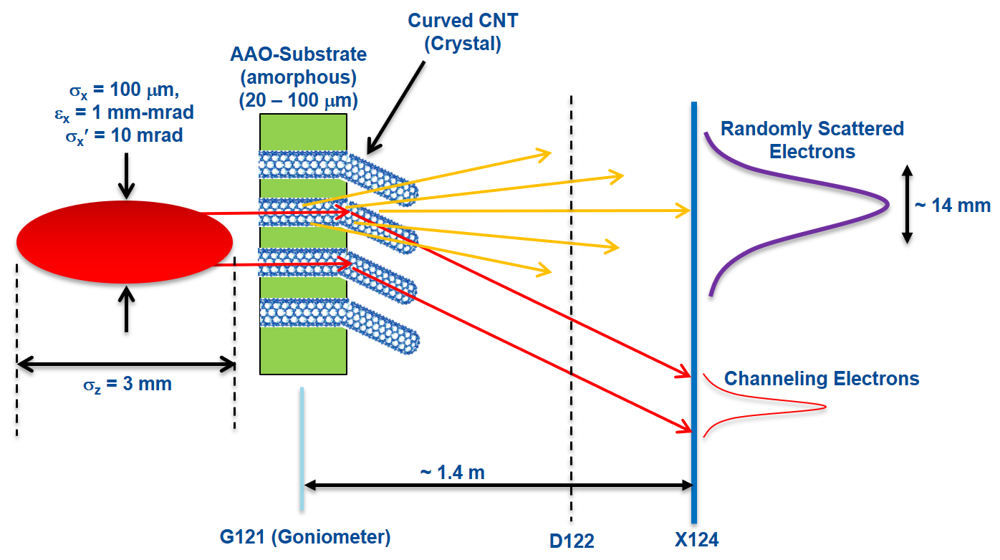 Curved CNT
(Crystal)
AAO-Substrate
(amorphous)
(20 – 100 μm)
σx = 100 μm,
εx = 1 mm-mrad
σx′ = 10 mrad
Randomly Scattered
Electrons
~ 14 mm
σz = 3 mm
Channeling Electrons
~ 1.4 m
G121 (Goniometer)
D122
X124